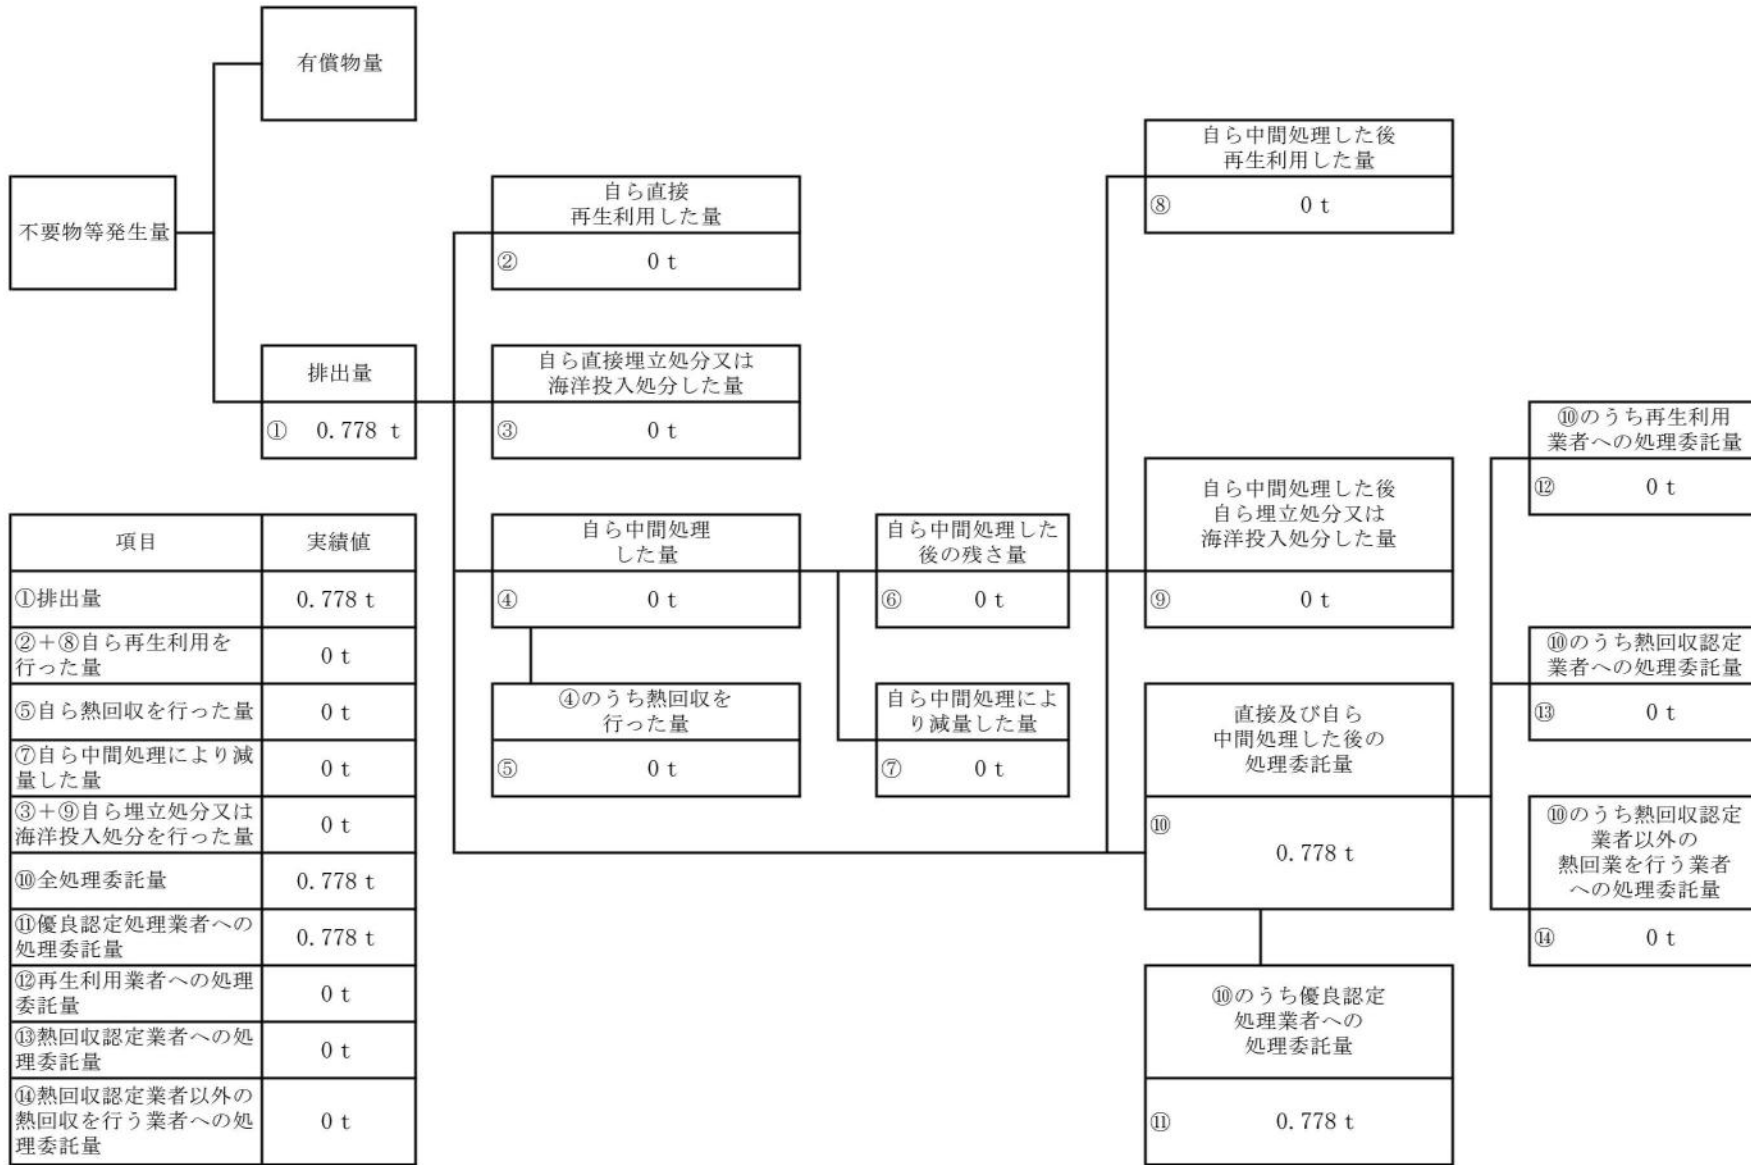 有償物量
不要物等発生量
排出量
① 0.778 t
自ら直接
再生利用した量
② 0 t
自ら直接埋立処分又は
海洋投入処分した量
③ 0 t
自ら中間処理
した量
④ 0 t
④のうち熱回収を
行った量
⑤ 0 t
自ら中間処理した
後の残さ量
⑥ 0 t
自ら中間処理によ
り減量した量
⑦ 0 t
自ら中間処理した後
再生利用した量
⑧ 0 t
自ら中間処理した後
自ら埋立処分又は
海洋投入処分した量
⑨ 0 t
直接及び自ら
中間処理した後の
処理委託量
⑩
0.778 t
⑩のうち優良認定
処理業者への
処理委託量
⑪ 0.778 t
⑩のうち再生利用
業者への処理委託量
⑫ 0 t
⑩のうち熱回収認定
業者への処理委託量
⑬ 0 t
⑩のうち熱回収認定
業者以外の
熱回業を行う業者
への処理委託量
⑭ 0 t
項目 実績値
①排出量 0.778 t
②+⑧自ら再生利用を
行った量 0 t
⑤自ら熱回収を行った量 0 t
⑦自ら中間処理により減
量した量 0 t
③+⑨自ら埋立処分又は
海洋投入処分を行った量 0 t
⑩全処理委託量 0.778 t
⑪優良認定処理業者への
処理委託量 0.778 t
⑫再生利用業者への処理
委託量 0 t
⑬熱回収認定業者への処
理委託量 0 t
⑭熱回収認定業者以外の
熱回収を行う業者への処
理委託量 0 t